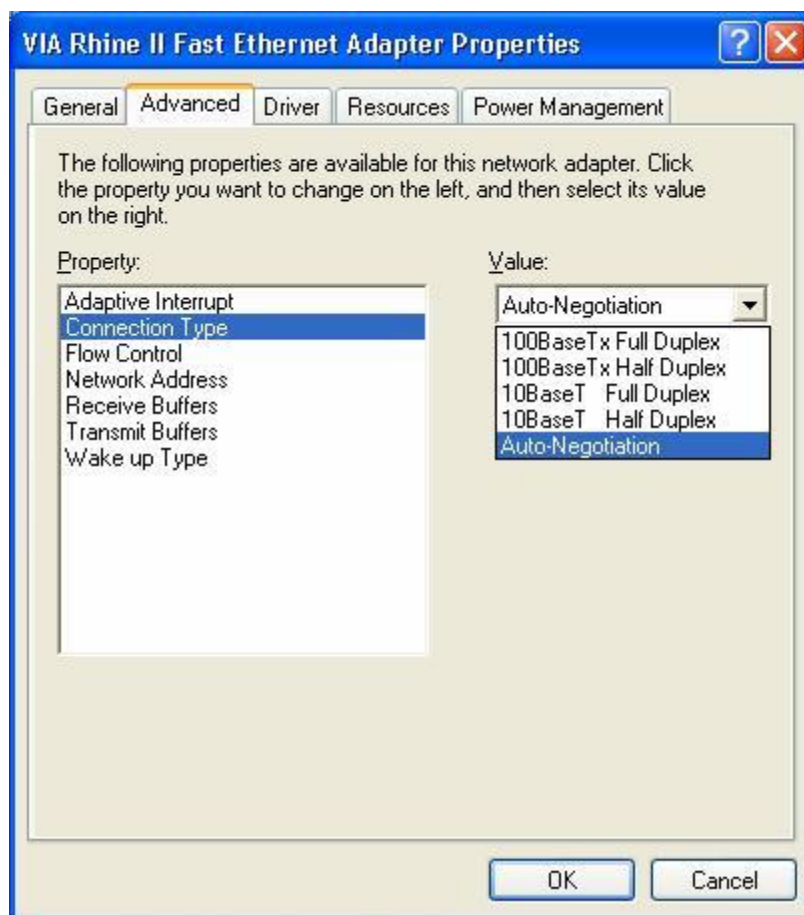 VIA Rhine II Fast Ethernet Adapter Properties
General Advanced Driver Resources Power Management
The following properties are available for this network adapter. Click
the property you want to change on the left, and then select its value
on the right.
Property:
Adaptive Interrupt
Connection Type
Flow Control
Network Address
Receive Buffers
Transmit Buffers
Wake up Type
Value:
Auto-Negotiation
100BaseTx Full Duplex
100BaseTx Half Duplex
10BaseT Full Duplex
10BaseT Half Duplex
Auto-Negotiation
OK Cancel